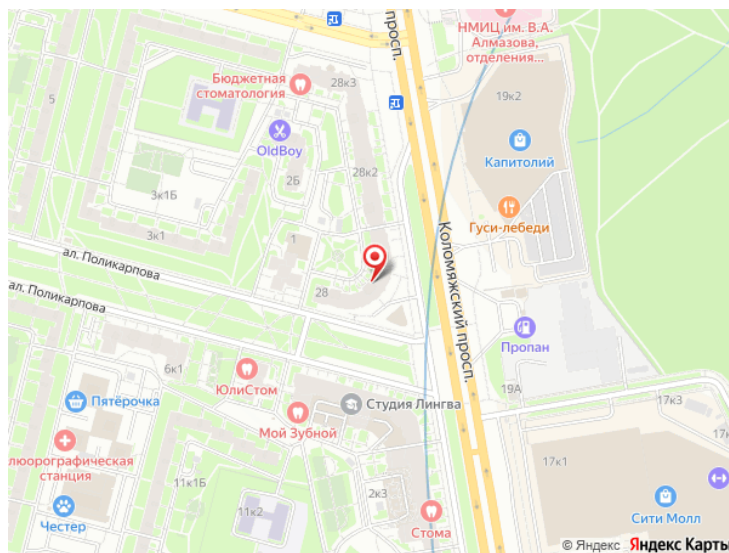 просп.
НМИЦ им. В.А.
Алмазова,
отделения...
Бюджетная
стоматология
28к3
5
19к2
OldBoy
Капитолий
28к2
2Б
3к1Б
Гуси-лебеди
3к1
1
ал. Поликарпова
Коломяжский просп.
ал. Поликарпова
28
Пропан
6к1
19А
ЮлиСтом
Пятёрочка
Студия Лингва
17к3
Мой Зубной
17к
люорографическая
станция
17к1
11к1Б
2к3
Сити Молл
11к2
Честер
Стома
© Яндекс Яндекс Карты